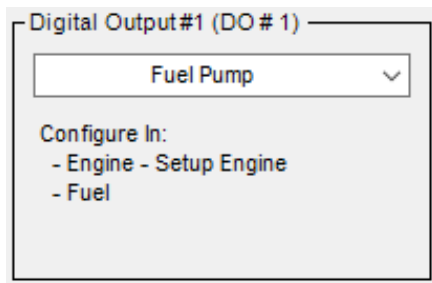 Digital Output #1 (DO # 1)
Fuel Pump
Configure In:
- Engine - Setup Engine
- Fuel